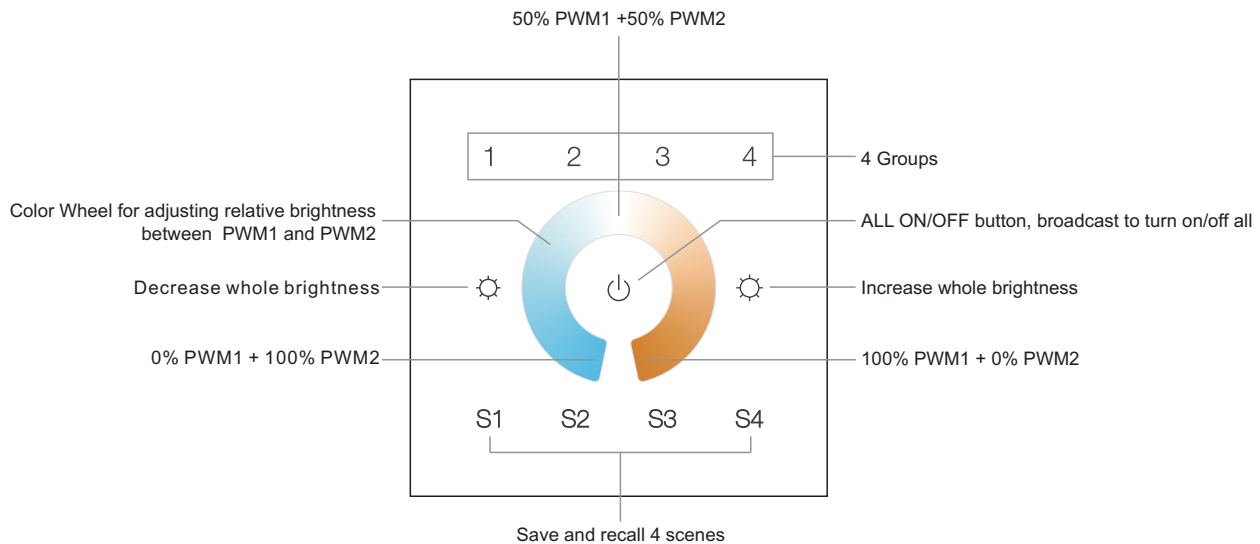 50% PWM1 +50% PWM2
1 2 3 4
4 Groups
Color Wheel for adjusting relative brightness
between PWM1 and PWM2
ALL ON/OFF button, broadcast to turn on/off all
Decrease whole brightness
Increase whole brightness
0% PWM1 + 100% PWM2
100% PWM1 + 0% PWM2
S1 S2 S3 S4
Save and recall 4 scenes